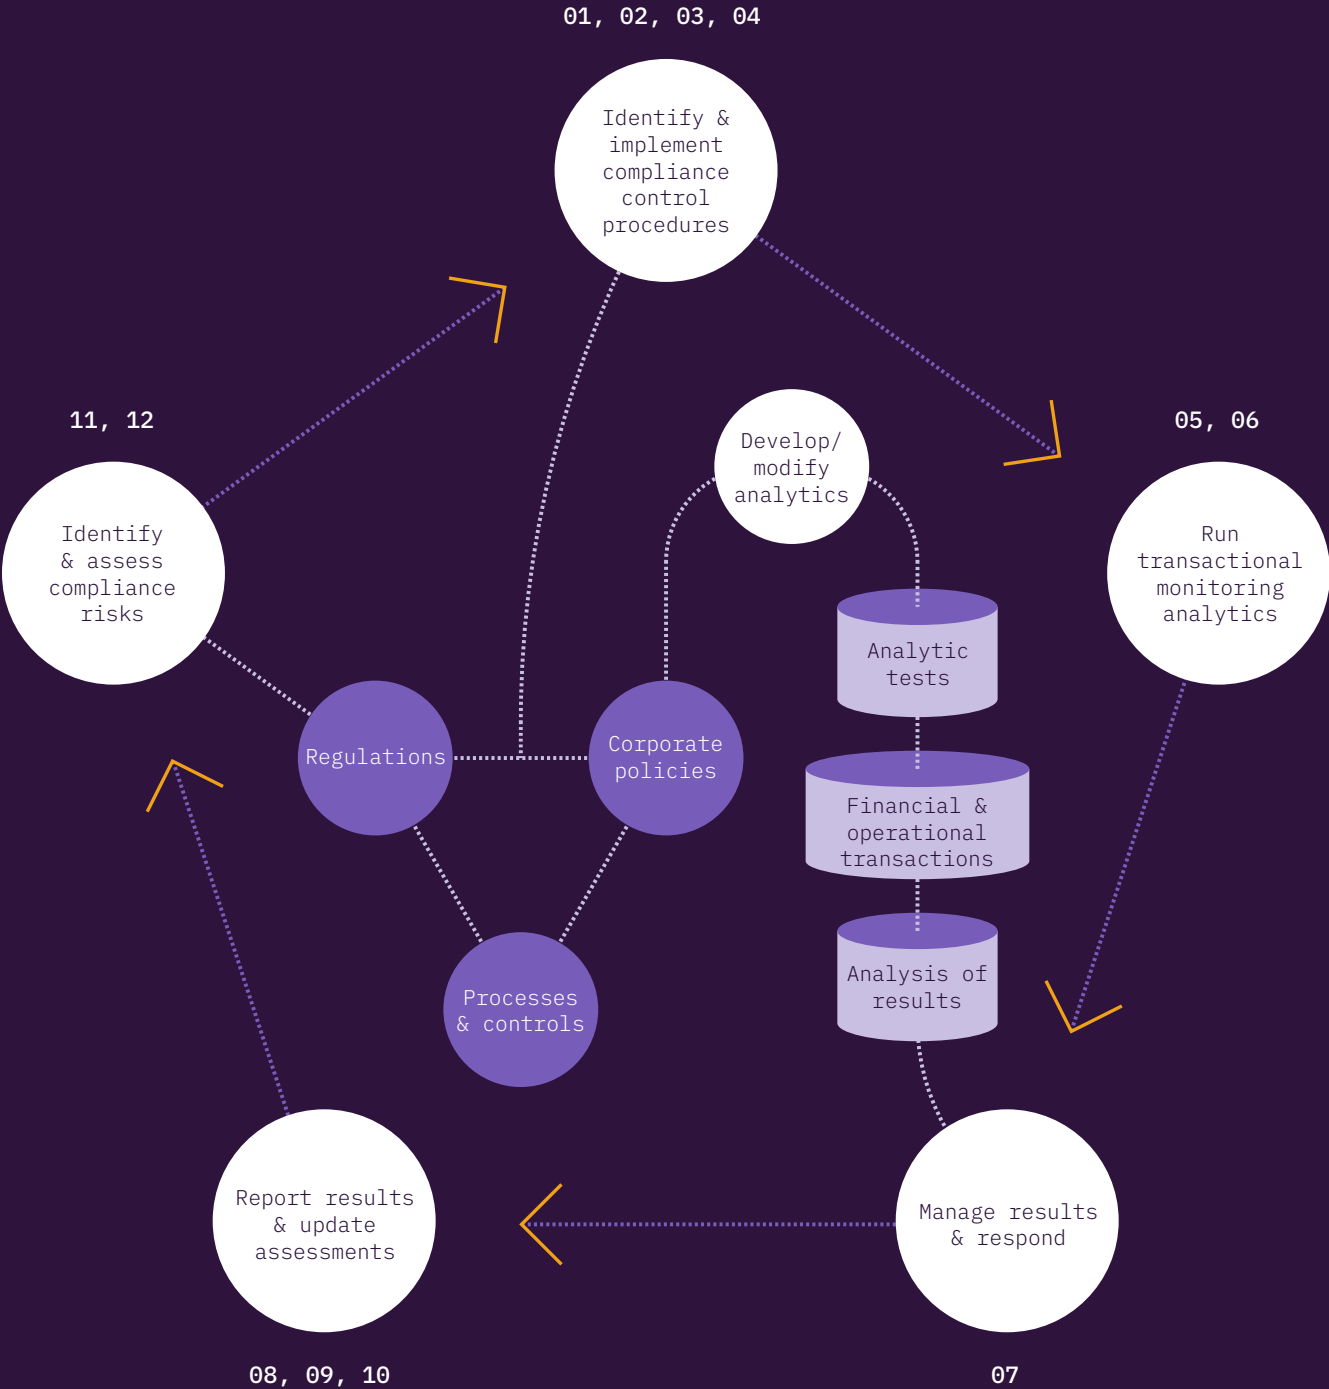 01, 02, 03, 04
Identify &
implement
compliance
control
procedures
11, 12
Identify
& assess
compliance
risks
Develop/
modify
analytics
05, 06
Run
transactional
monitoring
analytics
Regulations
Corporate
policies
Analytic
tests
Financial &
operational
transactions
Processes
& controls
Analysis of
results
Report results
& update
assessments
08, 09, 10
Manage results
& respond
07